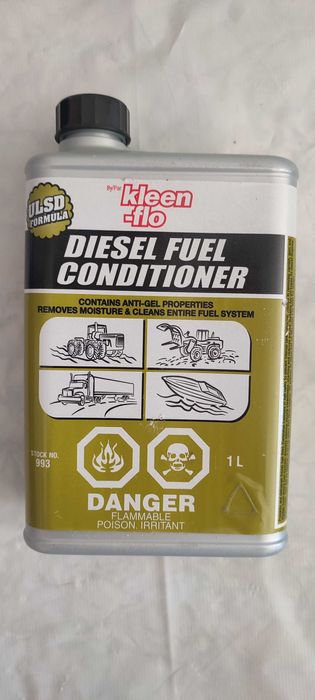 By/Par
kleen
-flo
ULSD
FORMULA
DIESEL FUEL
CONDITIONER
CONTAINS ANTI-GEL PROPERTIES
REMOVES MOISTURE & CLEANS ENTIRE FUEL SYSTEM
STOCK NO.
993
1 L
DANGER
FLAMMABLE
POISON. IRRITANT